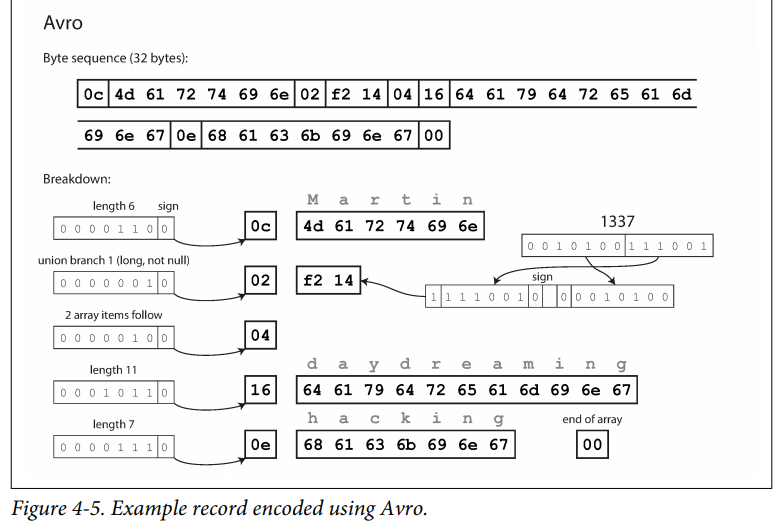 Avro
Byte sequence (32 bytes):
0c 4d 61 72 74 69 6e 02 f2 14 04 16 64 61 79 64 72 65 61 6d
69 6e 67 0e 68 61 63 6b 69 6e 67 00
Breakdown:
length 6 sign
0 0 0 0 1 1 0 0
0c
M a r t i n
4d 61 72 74 69 6e
1337
0 0 1 0 1 0 0 1 1 1 0 0 1
union branch 1 (long, not null)
0 0 0 0 0 0 1 0
02
f2 14
sign
1 1 1 1 0 0 1 0 0 0 0 1 0 1 0 0
2 array items follow
0 0 0 0 0 1 0 0
04
length 11
0 0 0 1 0 1 1 0
16
d a y d r e a m i n g
64 61 79 64 72 65 61 6d 69 6e 67
length 7
0 0 0 0 1 1 1 0
0e
h a c k i n g
68 61 63 6b 69 6e 67
end of array
00
Figure 4-5. Example record encoded using Avro.